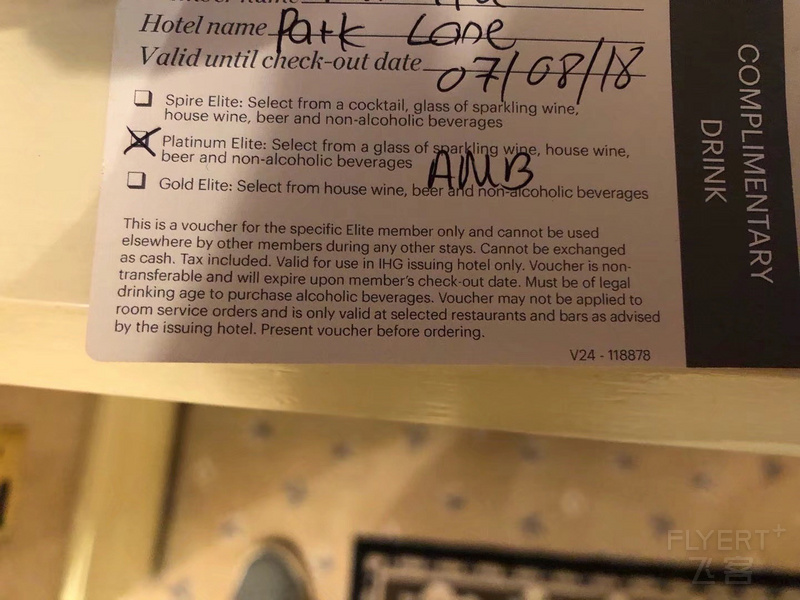 Hotel name Park Lane
Valid until check-out date 07/08/18
Spire Elite: Select from a cocktail, glass of sparkling wine,
house wine, beer and non-alcoholic beverages
Platinum Elite: Select from a glass of sparkling wine, house wine,
beer and non-alcoholic beverages
AMB
Gold Elite: Select from house wine, beer and non-alcoholic beverages
This is a voucher for the specific Elite member only and cannot be used
elsewhere by other members during any other stays. Cannot be exchanged
as cash. Tax included. Valid for use in IHG issuing hotel only. Voucher is non-
transferable and will expire upon member's check-out date. Must be of legal
drinking age to purchase alcoholic beverages. Voucher may not be applied to
room service orders and is only valid at selected restaurants and bars as advised
by the issuing hotel. Present voucher before ordering.
V24 - 118878
COMPLIMENTARY
DRINK
FLYERT+
飞客